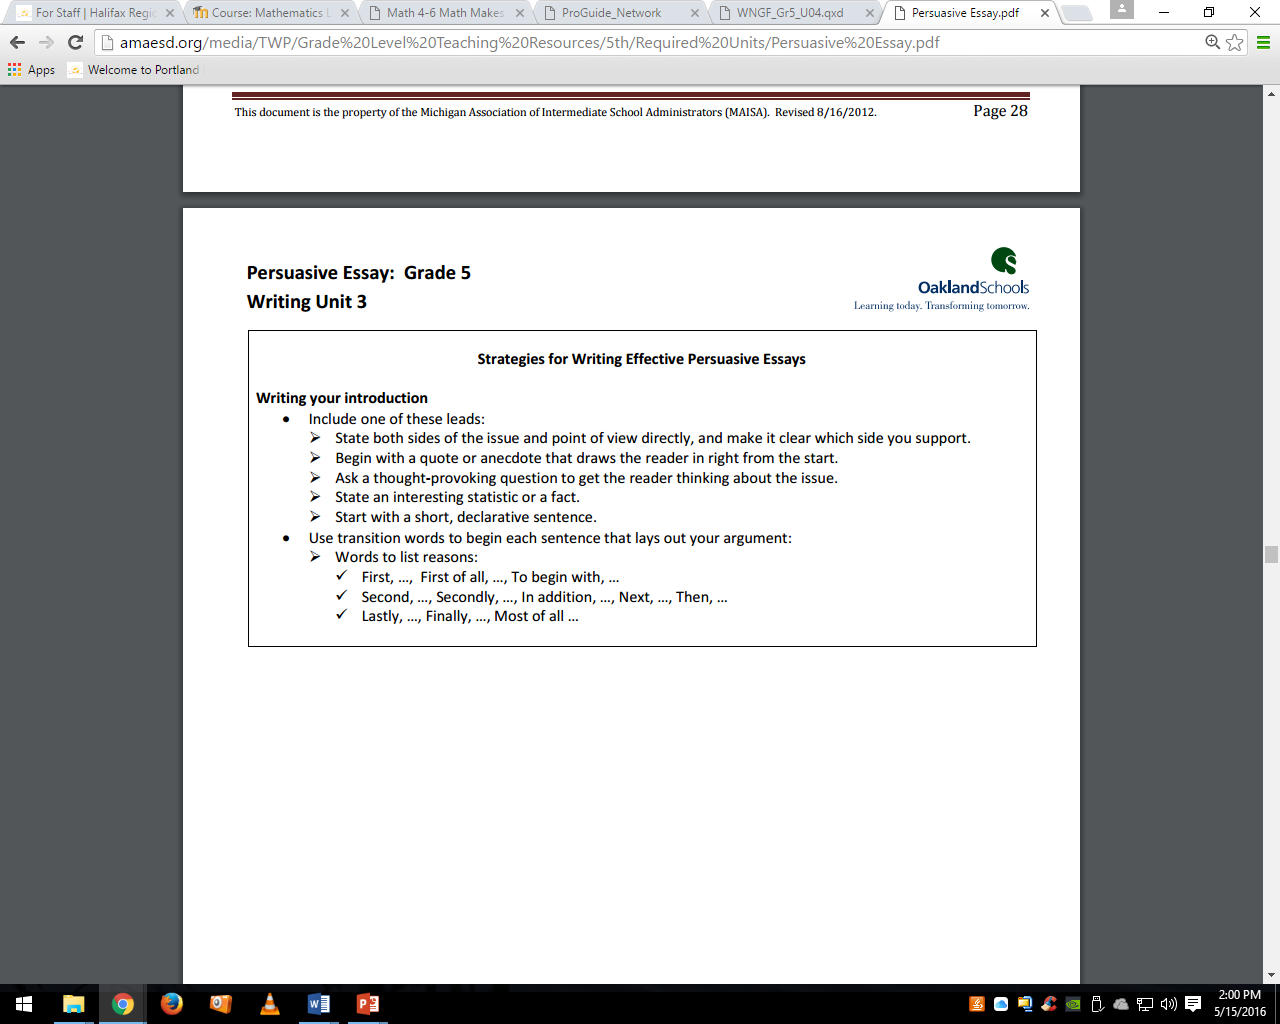 For Staff | Halifax Regi
Course: Mathematics
Math 4-6 Math Makes
ProGuide_Network
WNGF_Gr5_U04.qxd
Persuasive Essay.pdf
amaesd.org/media/TWP/Grade%20Level%20Teaching%20Resources/5th/Required%20Units/Persuasive%20Essay.pdf
Apps
Welcome to Portland
This document is the property of the Michigan Association of Intermediate School Administrators (MAISA).  Revised 8/16/2012.
Page 28
Persuasive Essay:  Grade 5
Writing Unit 3
OaklandSchools
Learning today. Transforming tomorrow.
Strategies for Writing Effective Persuasive Essays
Writing your introduction
• Include one of these leads:
➢ State both sides of the issue and point of view directly, and make it clear which side you support.
➢ Begin with a quote or anecdote that draws the reader in right from the start.
➢ Ask a thought-provoking question to get the reader thinking about the issue.
➢ State an interesting statistic or a fact.
➢ Start with a short, declarative sentence.
• Use transition words to begin each sentence that lays out your argument:
➢ Words to list reasons:
✓ First, …,  First of all, …, To begin with, …
✓ Second, …, Secondly, …, In addition, …, Next, …, Then, …
✓ Lastly, …, Finally, …, Most of all …
2:00 PM
5/15/2016